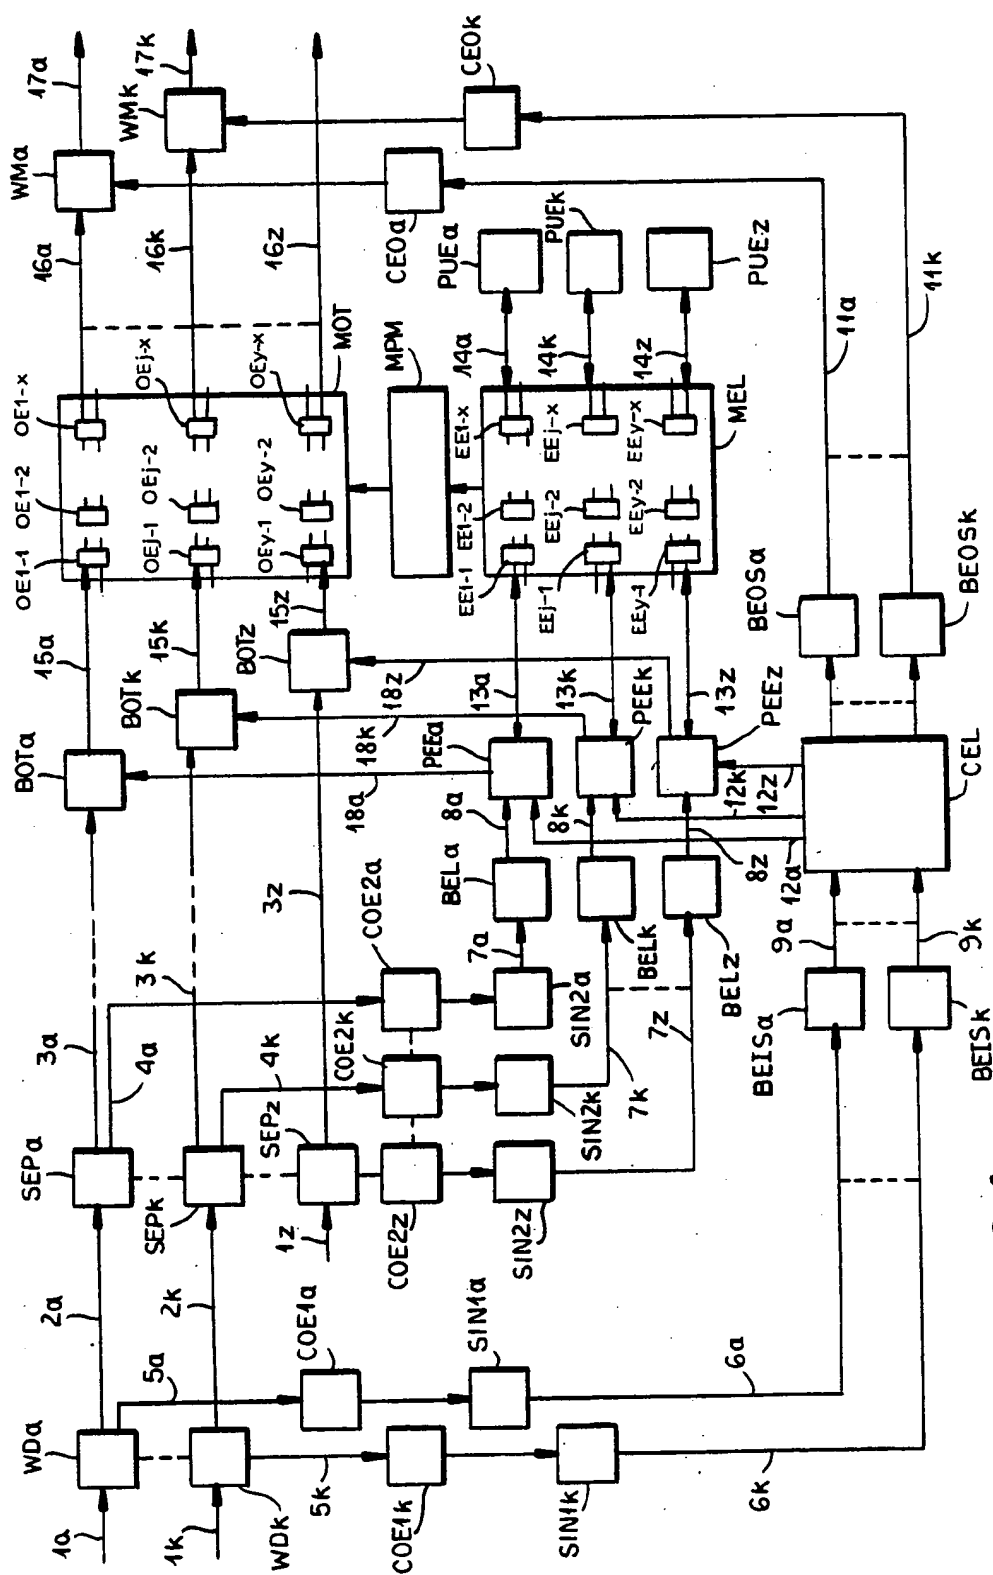 1a
WDa
2a
SEPa
3a
4a
BOTa
15a
OE1-1
OE1-2
OE1-x
16a
WMa
17a
5a
1k
WDk
2k
SEPk
3k
4k
BOTk
15k
OEj-1
OEj-2
OEj-x
16k
WMk
17k
5k
COE1a
1z
SEPz
3z
BOTz
15z
OEy-1
OEy-2
OEy-x
16z
MOT
COE1k
SIN1a
COE2z
COE2k
COE2a
18a
18k
18z
MPM
CEOa
CEOk
SIN1k
SIN2z
SIN2k
SIN2a
7a
BELa
8a
PEEa
13a
EE1-1
EE1-2
EE1-x
14a
PUEa
7k
BELk
8k
PEEk
13k
EEj-1
EEj-2
EEj-x
14k
PUEk
7z
BELz
8z
PEEz
13z
EEy-1
EEy-2
EEy-x
14z
PUEz
MEL
12a
12k
12z
6a
BEISa
9a
CEL
BEOSa
11a
6k
BEISk
9k
BEOSk
11k